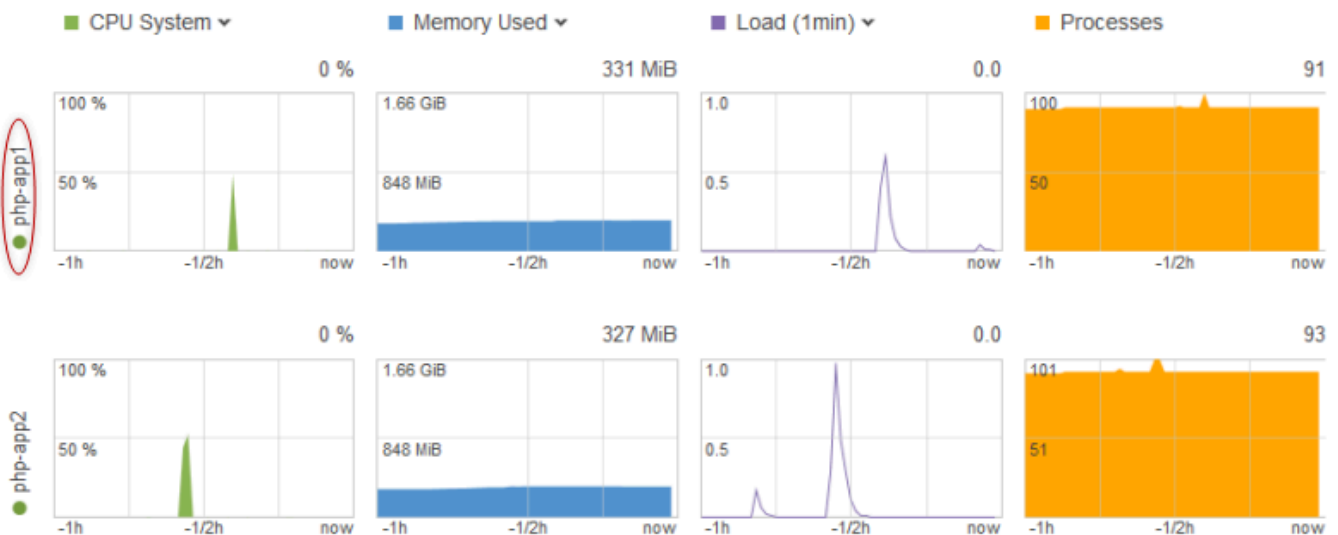 CPU System
Memory Used
Load (1min)
Processes
php-app1
0 %
100 %
50 %
-1h -1/2h now
331 MiB
1.66 GiB
848 MiB
-1h -1/2h now
0.0
1.0
0.5
-1h -1/2h now
91
100
50
-1h -1/2h now
php-app2
0 %
100 %
50 %
-1h -1/2h now
327 MiB
1.66 GiB
848 MiB
-1h -1/2h now
0.0
1.0
0.5
-1h -1/2h now
93
101
51
-1h -1/2h now